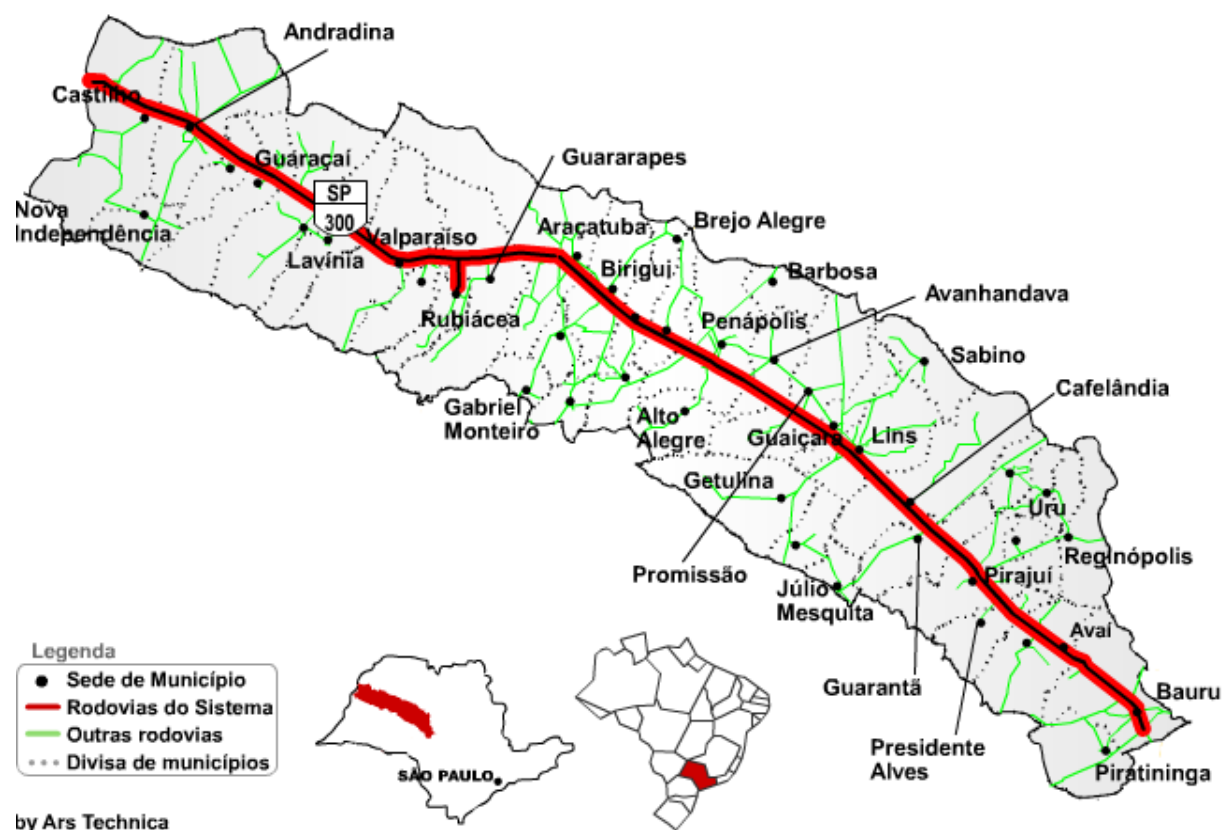 Andradina
Castilho
Guaraçaí
Guararapes
SP
300
Nova
Independência
Valparaíso
Araçatuba
Brejo Alegre
Lavínia
Birigui
Barbosa
Avanhandava
Rubiácea
Penápolis
Sabino
Cafelândia
Gabriel
Monteiro
Alto
Alegre
Guaiçara
Lins
Getulina
Uru
Reginópolis
Promissão
Pirajuí
Júlio
Mesquita
Avaí
Guarantã
Bauru
Presidente
Alves
Piratininga
Legenda
Sede de Município
Rodovias do Sistema
Outras rodovias
Divisa de municípios
SÃO PAULO
by Ars Technica